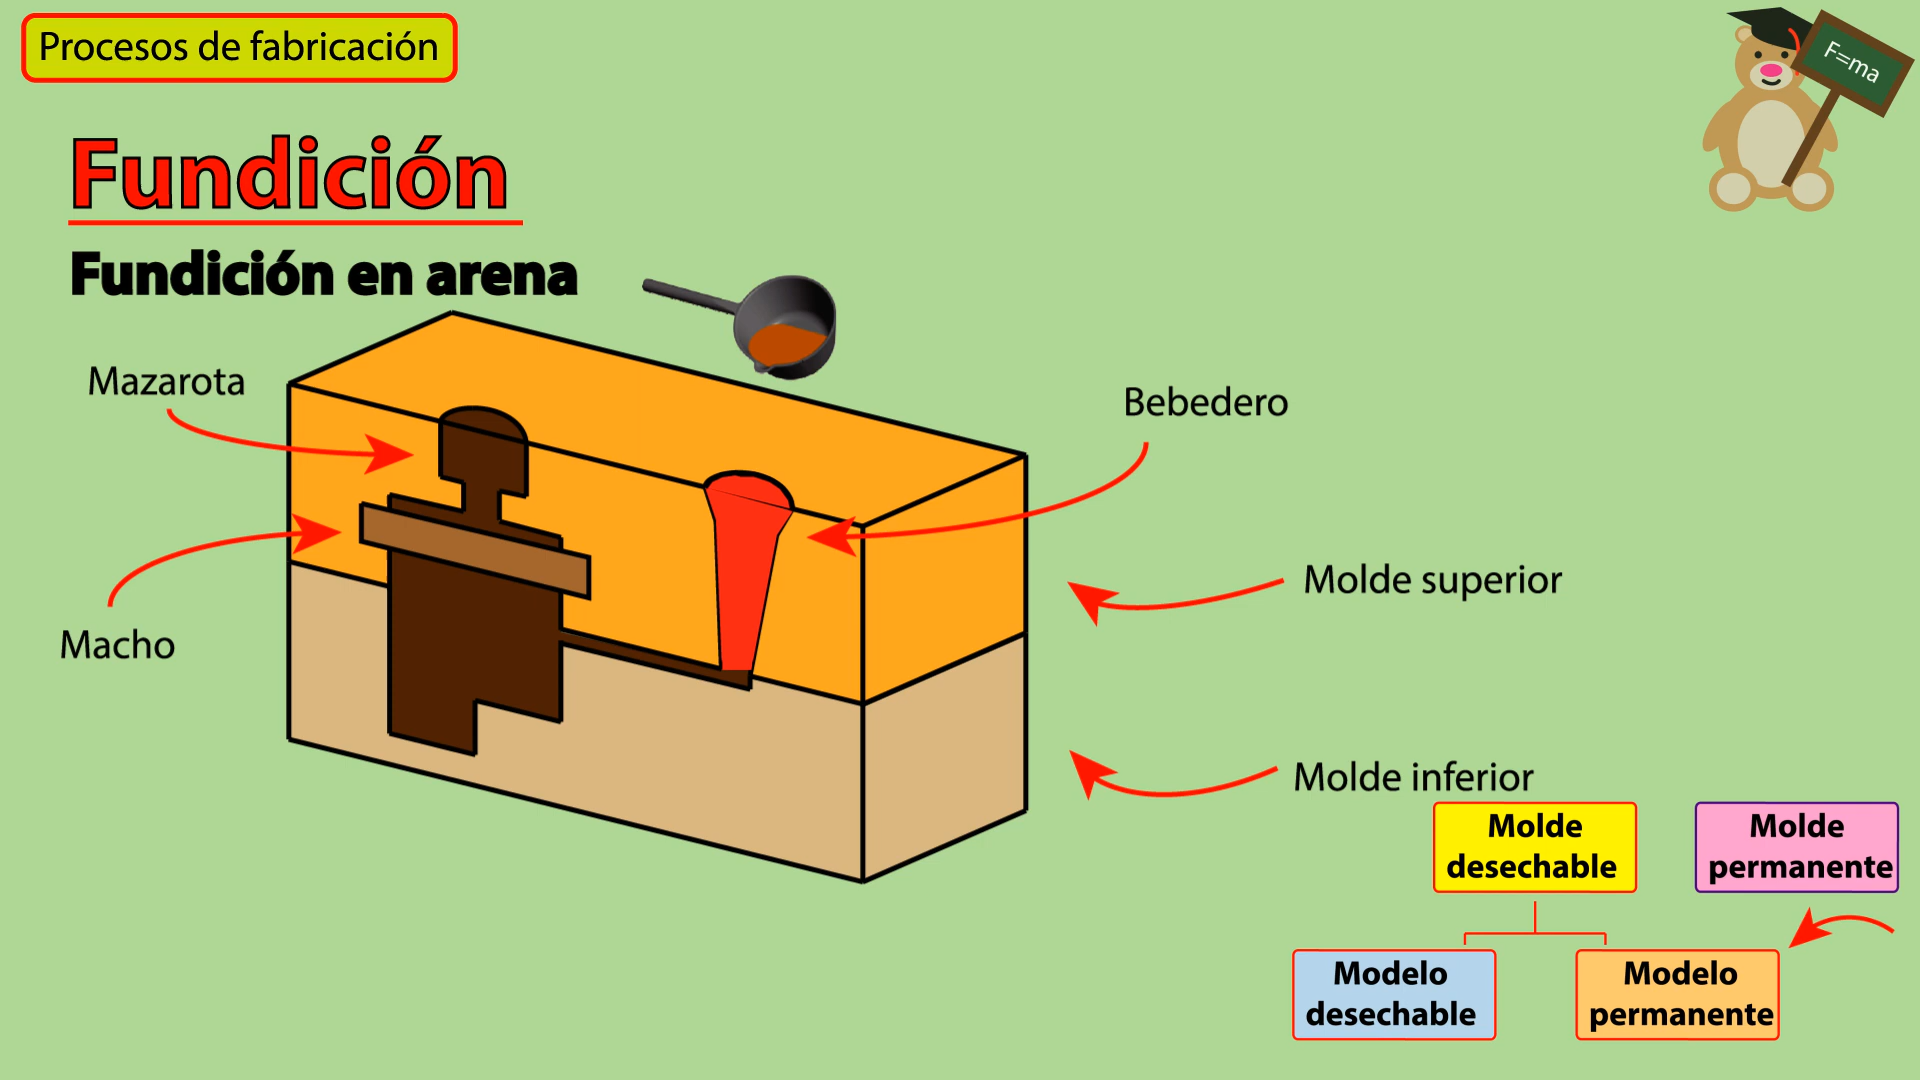 Procesos de fabricación
F=ma
Fundición
Fundición en arena
Mazarota
Bebedero
Macho
Molde superior
Molde inferior
Molde
desechable
Molde
permanente
Modelo
desechable
Modelo
permanente